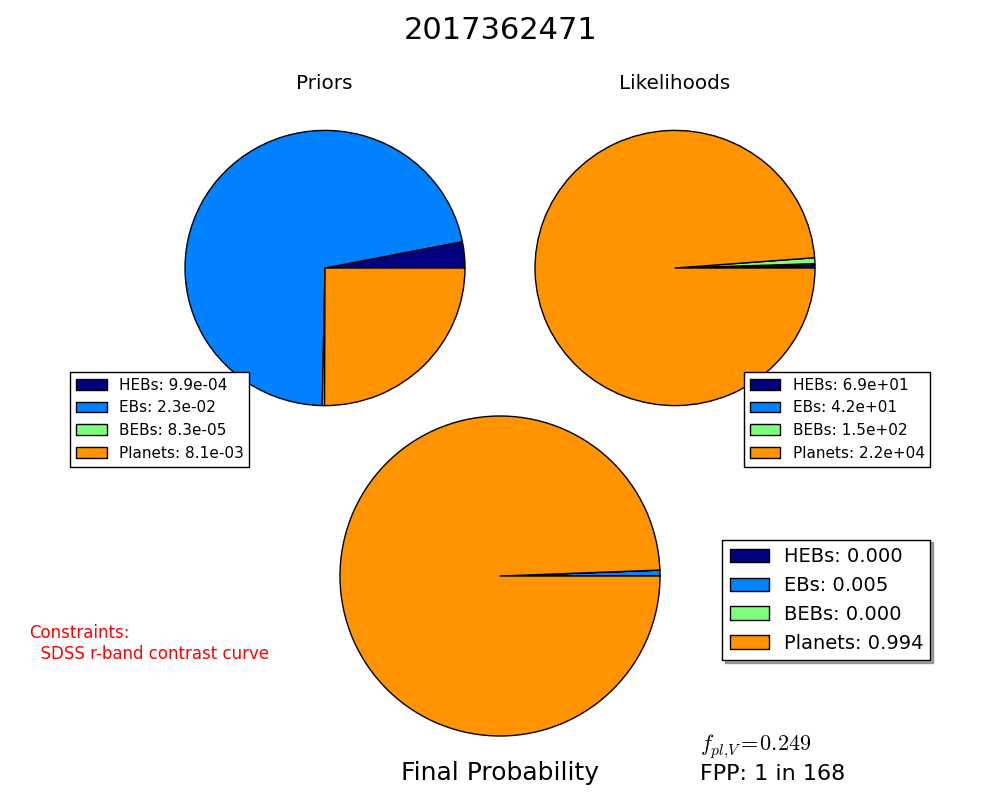 2017362471
Priors
Likelihoods
HEBs: 9.9e-04
EBs: 2.3e-02
BEBs: 8.3e-05
Planets: 8.1e-03
HEBs: 6.9e+01
EBs: 4.2e+01
BEBs: 1.5e+02
Planets: 2.2e+04
HEBs: 0.000
EBs: 0.005
BEBs: 0.000
Planets: 0.994
Constraints:
SDSS r-band contrast curve
f_{pl,V}=0.249
Final Probability
FPP: 1 in 168